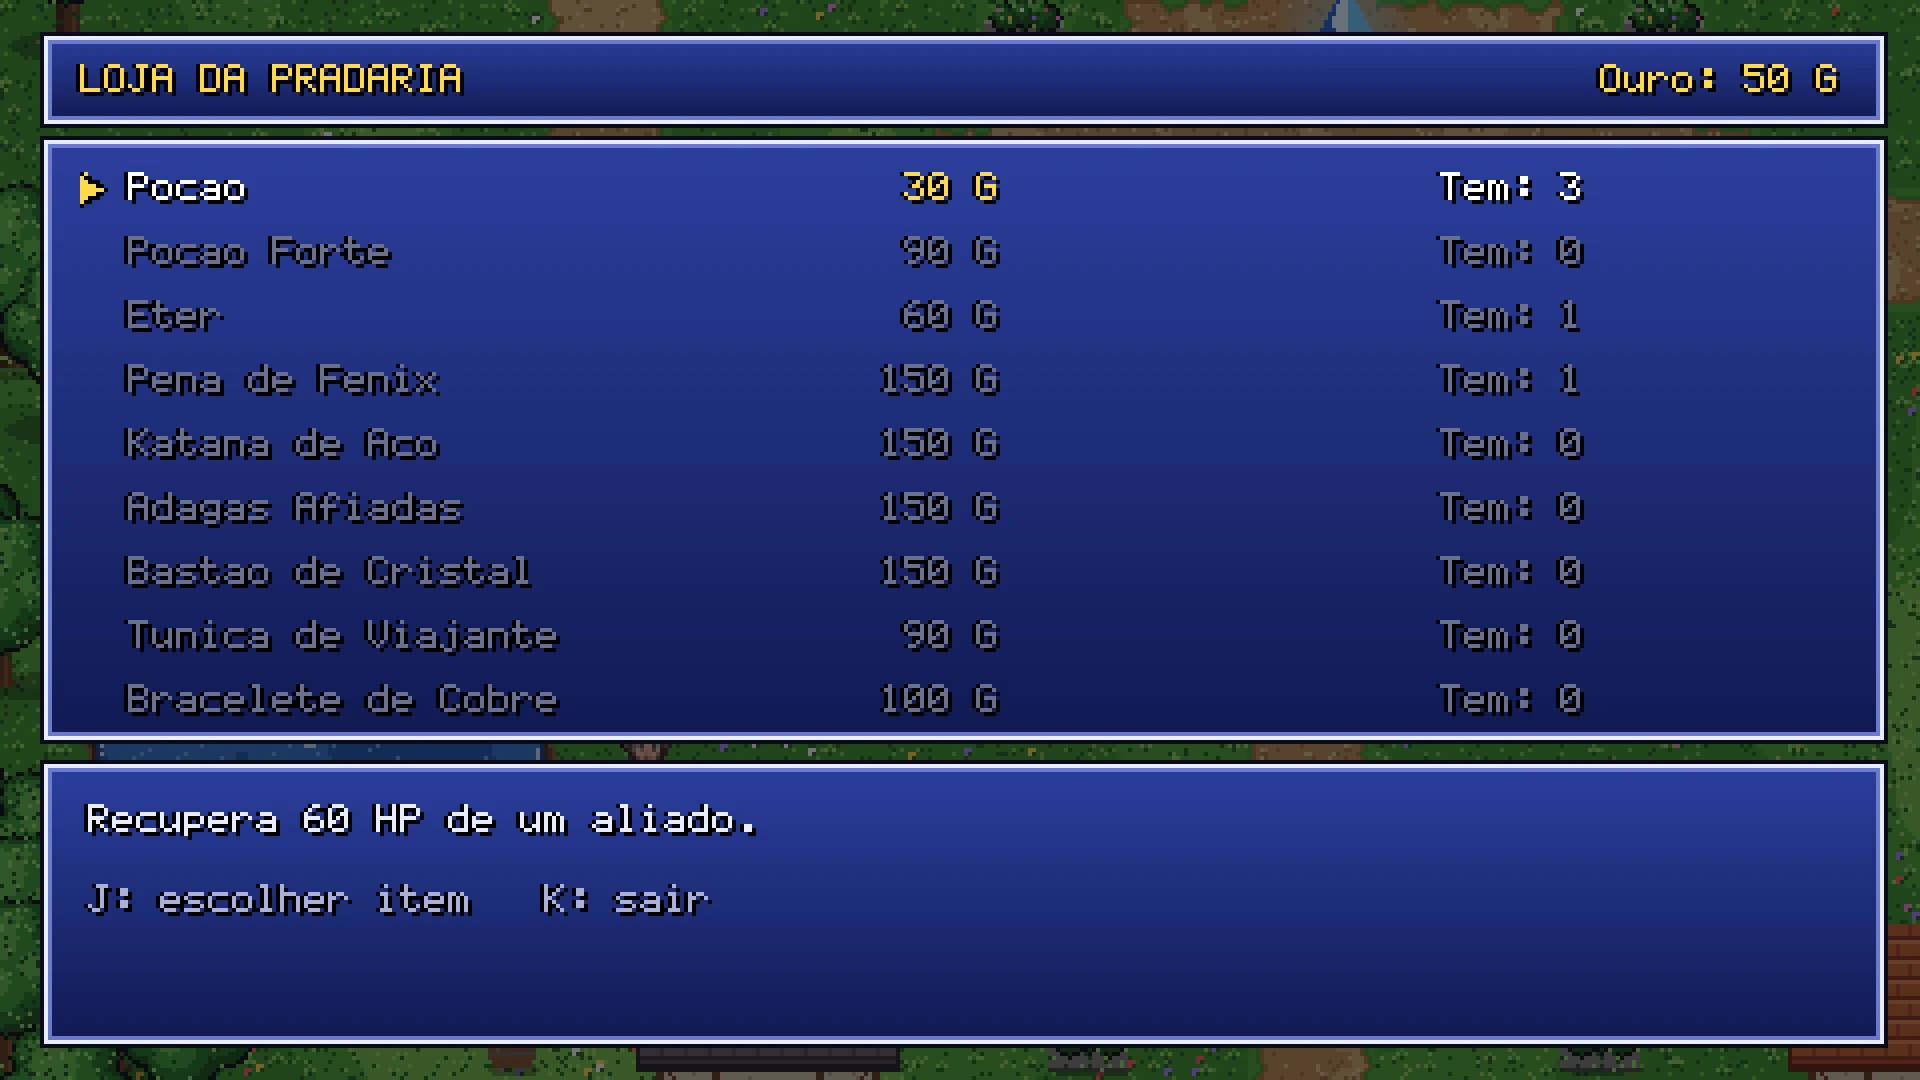 LOJA DA PRADARIA Ouro: 50 G
Pocao 30 G Tem: 3
Pocao Forte 90 G Tem: 0
Eter 60 G Tem: 1
Pena de Fenix 150 G Tem: 1
Katana de Aco 150 G Tem: 0
Adagas Afiadas 150 G Tem: 0
Bastao de Cristal 150 G Tem: 0
Tunica de Viajante 90 G Tem: 0
Bracelete de Cobre 100 G Tem: 0
Recupera 60 HP de um aliado.
J: escolher item K: sair